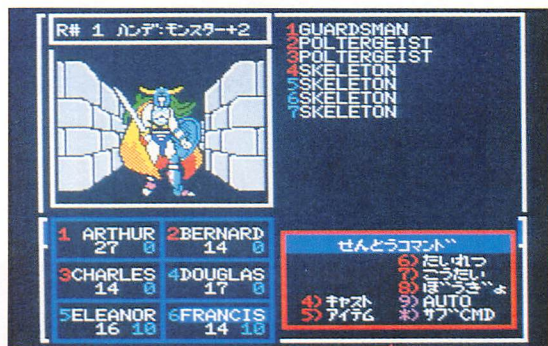 R# 1 ハンデ:モンスター+2
1GUARDSMAN
2POLTERGEIST
3POLTERGEIST
4SKELETON
5SKELETON
6SKELETON
7SKELETON
1 ARTHUR 27 0
2BERNARD 14 0
3CHARLES 14 0
4DOUGLAS 17 0
5ELEANOR 16 10
6FRANCIS 14 10
せんとうコマンド
6) たいれつ
7) こうたい
8) ぼうぎょ
4) キャスト 9) AUTO
5) アイテム *) サブCMD